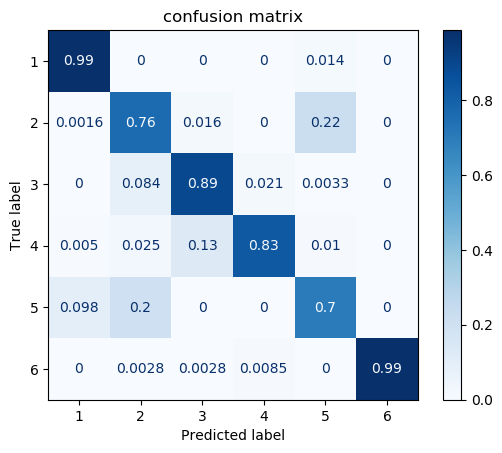 confusion matrix
1 0.99 0 0 0 0.014 0
2 0.0016 0.76 0.016 0 0.22 0
3 0 0.084 0.89 0.021 0.0033 0
4 0.005 0.025 0.13 0.83 0.01 0
5 0.098 0.2 0 0 0.7 0
6 0 0.0028 0.0028 0.0085 0 0.99
1 2 3 4 5 6
Predicted label
True label
0.8
0.6
0.4
0.2
0.0